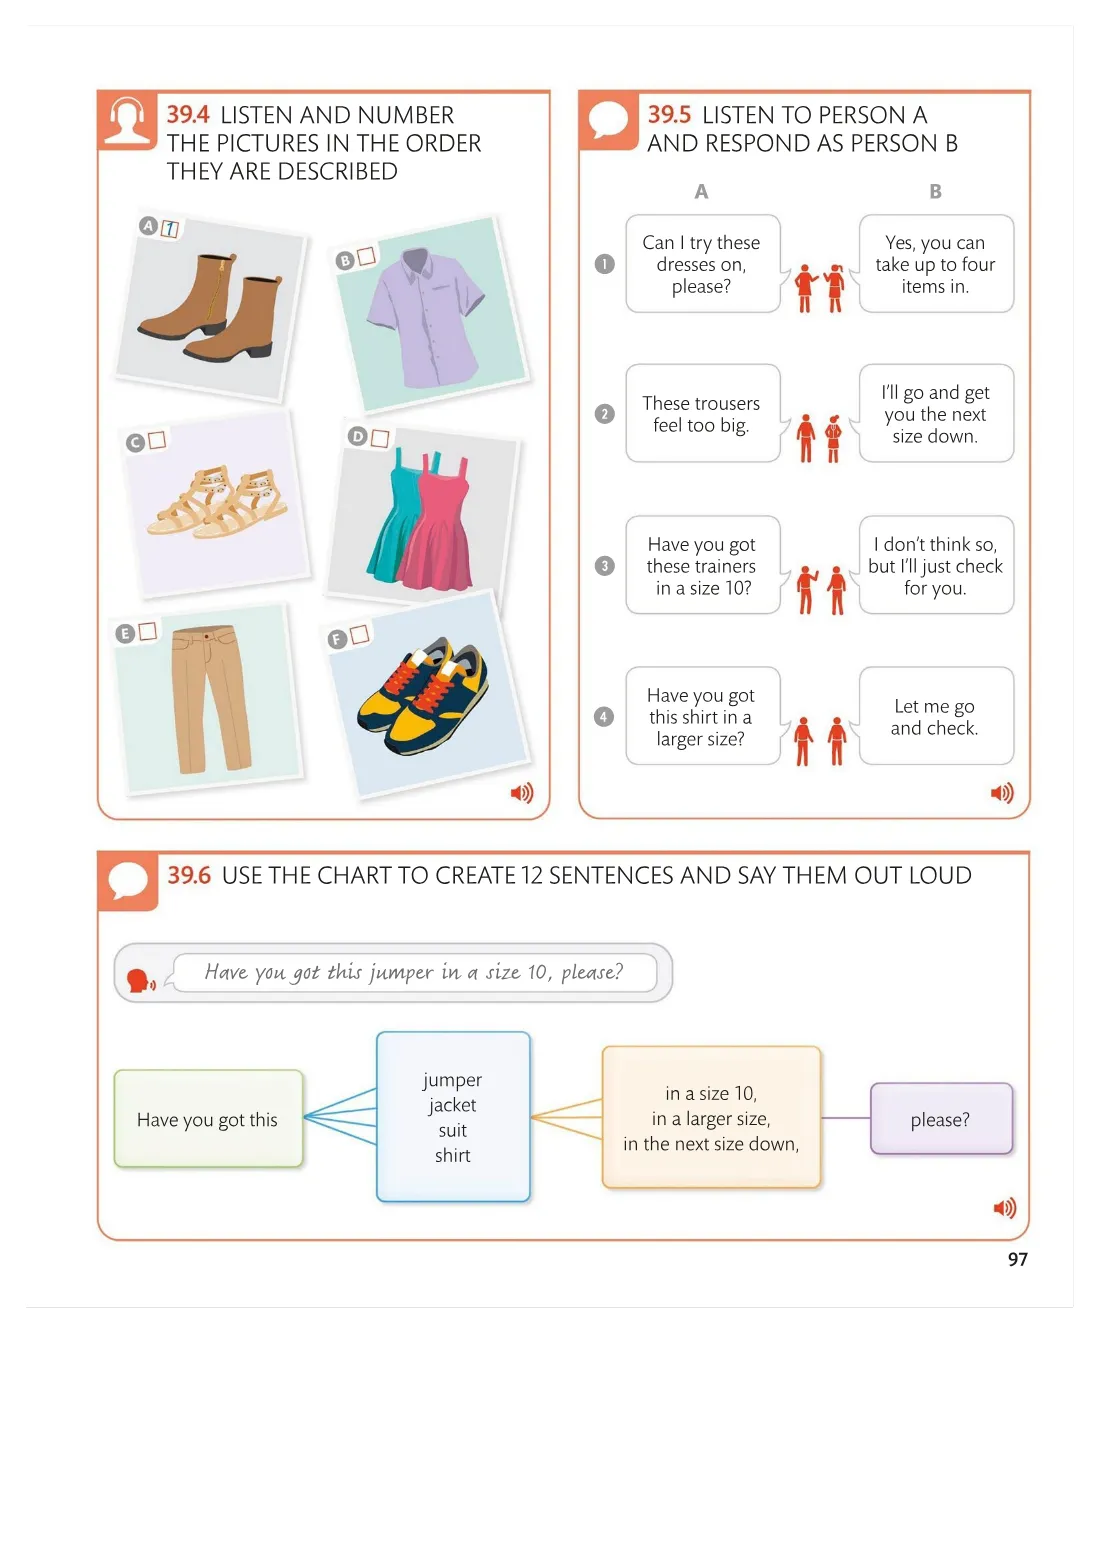 39.4 LISTEN AND NUMBER
THE PICTURES IN THE ORDER
THEY ARE DESCRIBED
A 1
B
C
D
E
F
39.5 LISTEN TO PERSON A
AND RESPOND AS PERSON B
A
B
1
Can I try these
dresses on,
please?
Yes, you can
take up to four
items in.
2
These trousers
feel too big.
I'll go and get
you the next
size down.
3
Have you got
these trainers
in a size 10?
I don't think so,
but I'll just check
for you.
4
Have you got
this shirt in a
larger size?
Let me go
and check.
39.6 USE THE CHART TO CREATE 12 SENTENCES AND SAY THEM OUT LOUD
Have you got this jumper in a size 10, please?
Have you got this
jumper
jacket
suit
shirt
in a size 10,
in a larger size,
in the next size down,
please?
97